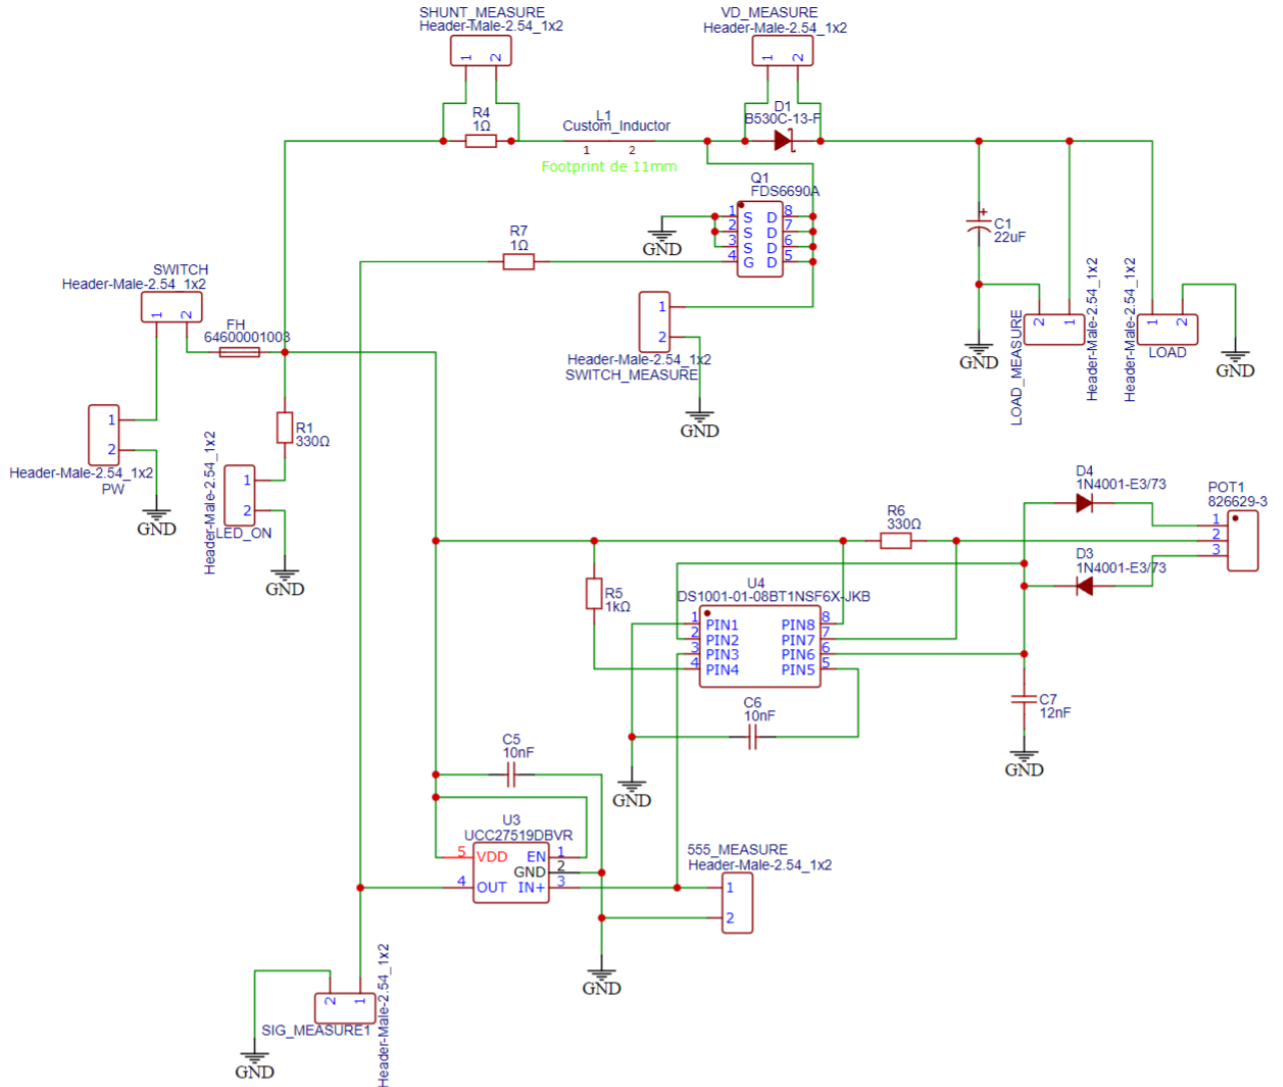 SHUNT_MEASURE
Header-Male-2.54_1x2
1 2
R4
1Ω
L1
Custom_Inductor
1 2
Footprint de 11mm
VD_MEASURE
Header-Male-2.54_1x2
1 2
D1
B530C-13-F
Q1
FDS6690A
1 S D 8
2 S D 7
3 S D 6
4 G D 5
GND
R7
1Ω
C1
22uF
GND
2 1
LOAD_MEASURE
Header-Male-2.54_1x2
Header-Male-2.54_1x2
1 2
LOAD
GND
SWITCH
Header-Male-2.54_1x2
1 2
FH
64600001003
1
2
Header-Male-2.54_1x2
SWITCH_MEASURE
GND
1
2
Header-Male-2.54_1x2
PW
GND
R1
330Ω
Header-Male-2.54_1x2
1
2
LED_ON
GND
D4
1N4001-E3/73
POT1
826629-3
1
2
3
D3
1N4001-E3/73
R6
330Ω
R5
1kΩ
U4
DS1001-01-08BT1NSF6X-JKB
1 PIN1 PIN8 8
2 PIN2 PIN7 7
3 PIN3 PIN6 6
4 PIN4 PIN5 5
C6
10nF
GND
C7
12nF
GND
C5
10nF
U3
UCC27519DBVR
5 VDD EN 1
GND 2
4 OUT IN+ 3
555_MEASURE
Header-Male-2.54_1x2
1
2
GND
2 1
SIG_MEASURE1
Header-Male-2.54_1x2
GND